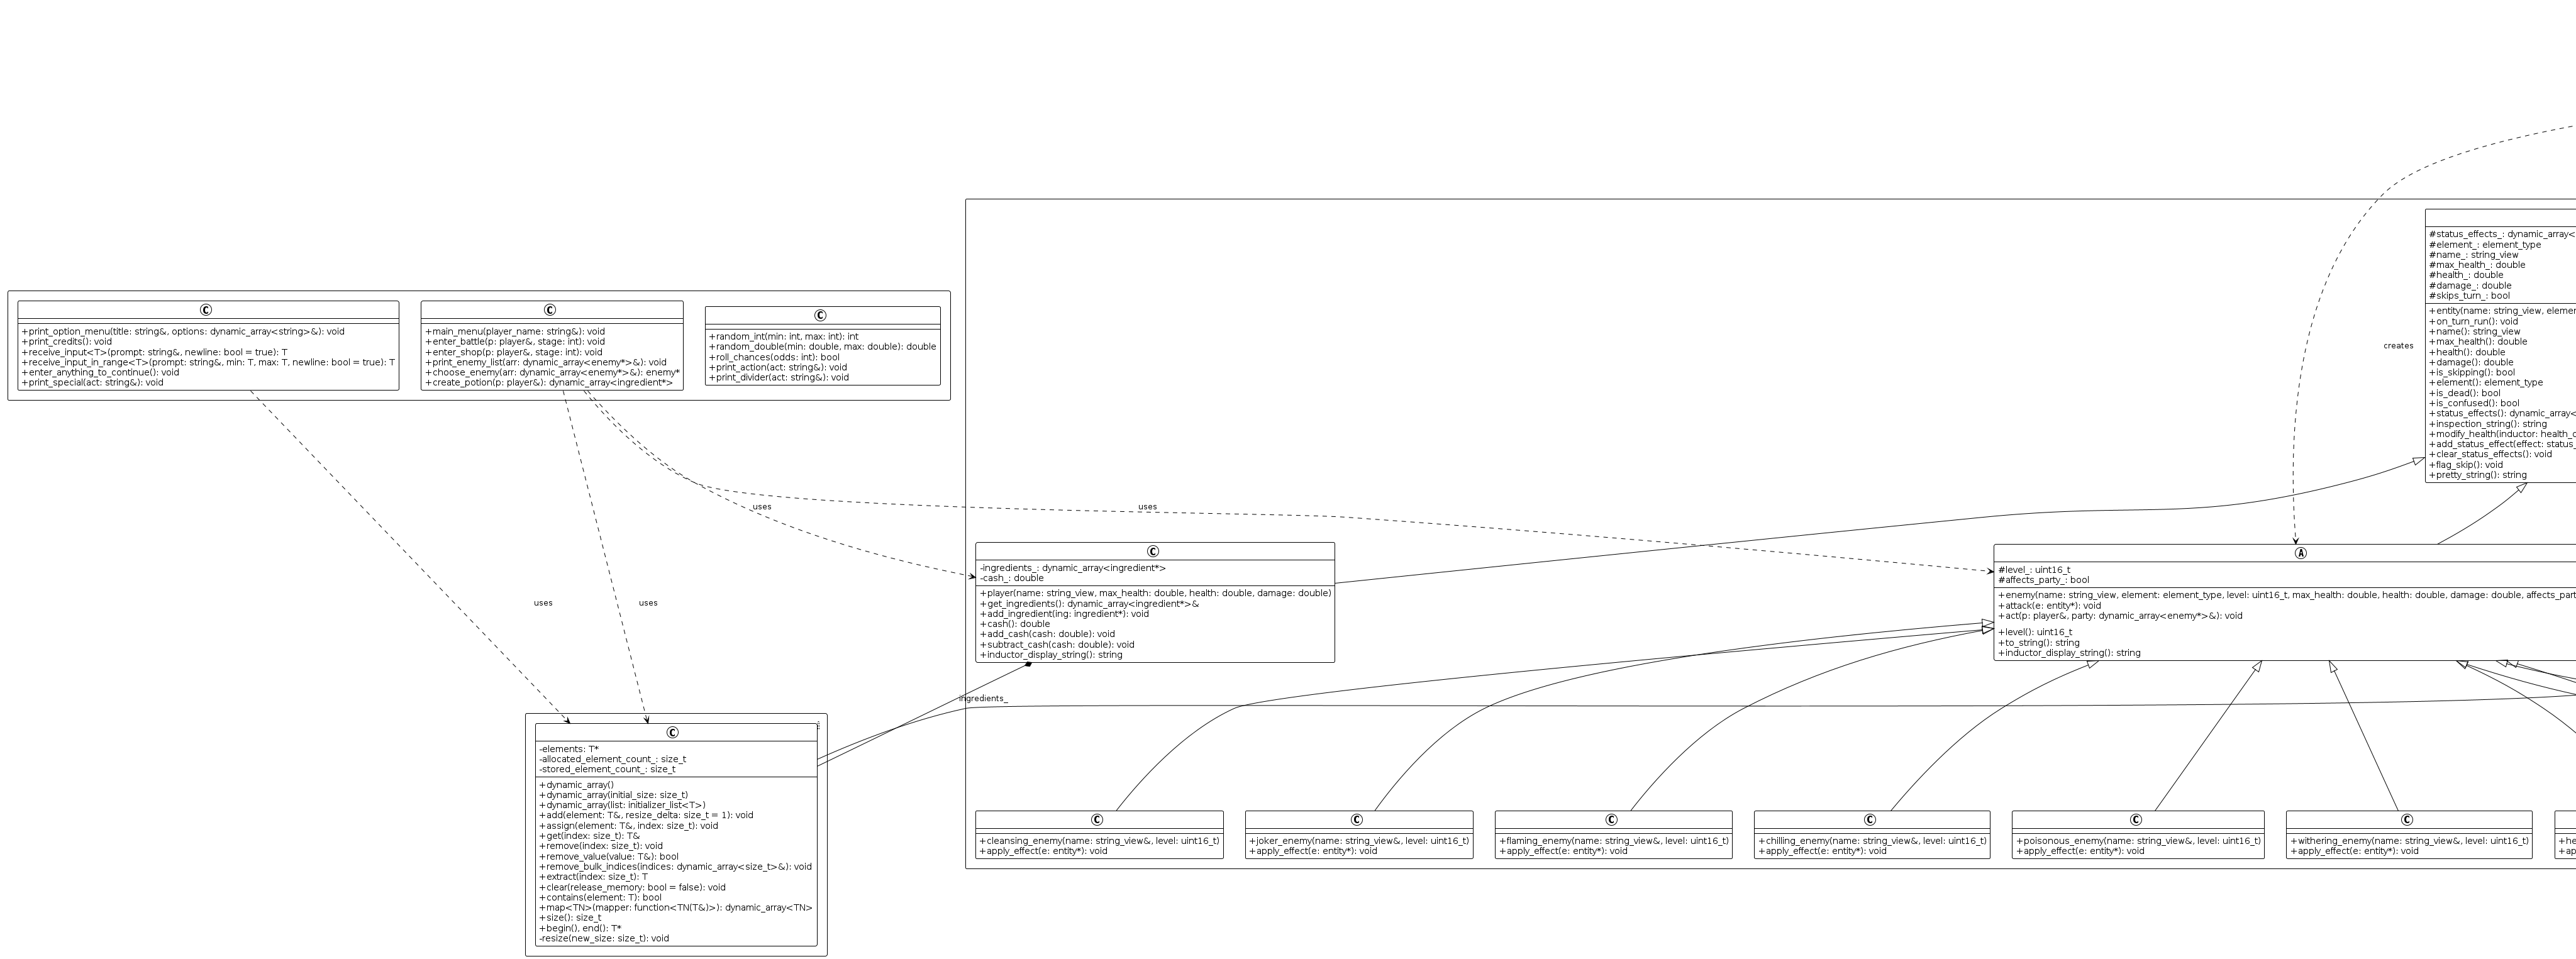 C
+print_option_menu(title: string&, options: dynamic_array<string>&): void
+print_credits(): void
+receive_input<T>(prompt: string&, newline: bool = true): T
+receive_input_in_range<T>(prompt: string&, min: T, max: T, newline: bool = true): T
+enter_anything_to_continue(): void
+print_special(act: string&): void
C
+main_menu(player_name: string&): void
+enter_battle(p: player&, stage: int): void
+enter_shop(p: player&, stage: int): void
+print_enemy_list(arr: dynamic_array<enemy*>&): void
+choose_enemy(arr: dynamic_array<enemy*>&): enemy*
+create_potion(p: player&): dynamic_array<ingredient*>
C
+random_int(min: int, max: int): int
+random_double(min: double, max: double): double
+roll_chances(odds: int): bool
+print_action(act: string&): void
+print_divider(act: string&): void
#status_effects_: dynamic_array<
#element_: element_type
#name_: string_view
#max_health_: double
#health_: double
#damage_: double
#skips_turn_: bool
+entity(name: string_view, elemer
+on_turn_run(): void
+name(): string_view
+max_health(): double
+health(): double
+damage(): double
+is_skipping(): bool
+element(): element_type
+is_dead(): bool
+is_confused(): bool
+status_effects(): dynamic_array<
+inspection_string(): string
+modify_health(inductor: health_c
+add_status_effect(effect: status_
+clear_status_effects(): void
+flag_skip(): void
+pretty_string(): string
creates
uses
uses
uses
uses
C
-ingredients_: dynamic_array<ingredient*>
-cash_: double
+player(name: string_view, max_health: double, health: double, damage: double)
+get_ingredients(): dynamic_array<ingredient*>&
+add_ingredient(ing: ingredient*): void
+cash(): double
+add_cash(cash: double): void
+subtract_cash(cash: double): void
+inductor_display_string(): string
A
#level_: uint16_t
#affects_party_: bool
+enemy(name: string_view, element: element_type, level: uint16_t, max_health: double, health: double, damage: double, affects_part
+attack(e: entity*): void
+act(p: player&, party: dynamic_array<enemy*>&): void
+level(): uint16_t
+to_string(): string
+inductor_display_string(): string
ingredients_
C
-elements: T*
-allocated_element_count_: size_t
-stored_element_count_: size_t
+dynamic_array()
+dynamic_array(initial_size: size_t)
+dynamic_array(list: initializer_list<T>)
+add(element: T&, resize_delta: size_t = 1): void
+assign(element: T&, index: size_t): void
+get(index: size_t): T&
+remove(index: size_t): void
+remove_value(value: T&): bool
+remove_bulk_indices(indices: dynamic_array<size_t>&): void
+extract(index: size_t): T
+clear(release_memory: bool = false): void
+contains(element: T): bool
+map<TN>(mapper: function<TN(T&)>): dynamic_array<TN>
+size(): size_t
+begin(), end(): T*
-resize(new_size: size_t): void
C
+cleansing_enemy(name: string_view&, level: uint16_t)
+apply_effect(e: entity*): void
C
+joker_enemy(name: string_view&, level: uint16_t)
+apply_effect(e: entity*): void
C
+flaming_enemy(name: string_view&, level: uint16_t)
+apply_effect(e: entity*): void
C
+chilling_enemy(name: string_view&, level: uint16_t)
+apply_effect(e: entity*): void
C
+poisonous_enemy(name: string_view&, level: uint16_t)
+apply_effect(e: entity*): void
C
+withering_enemy(name: string_view&, level: uint16_t)
+apply_effect(e: entity*): void
+he
+ap